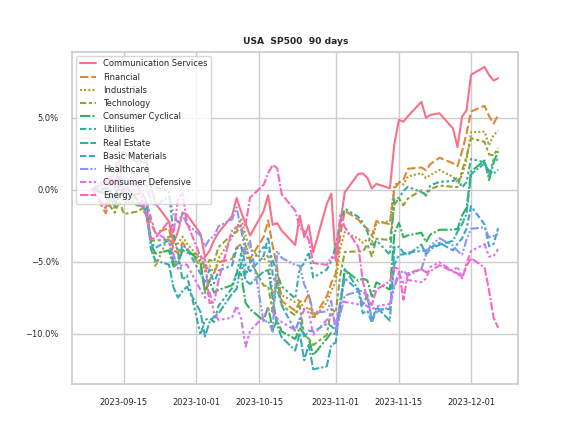 USA SP500 90 days
Communication Services
Financial
Industrials
Technology
Consumer Cyclical
Utilities
Real Estate
Basic Materials
Healthcare
Consumer Defensive
Energy
5.0%
0.0%
−5.0%
−10.0%
2023-09-15 2023-10-01 2023-10-15 2023-11-01 2023-11-15 2023-12-01